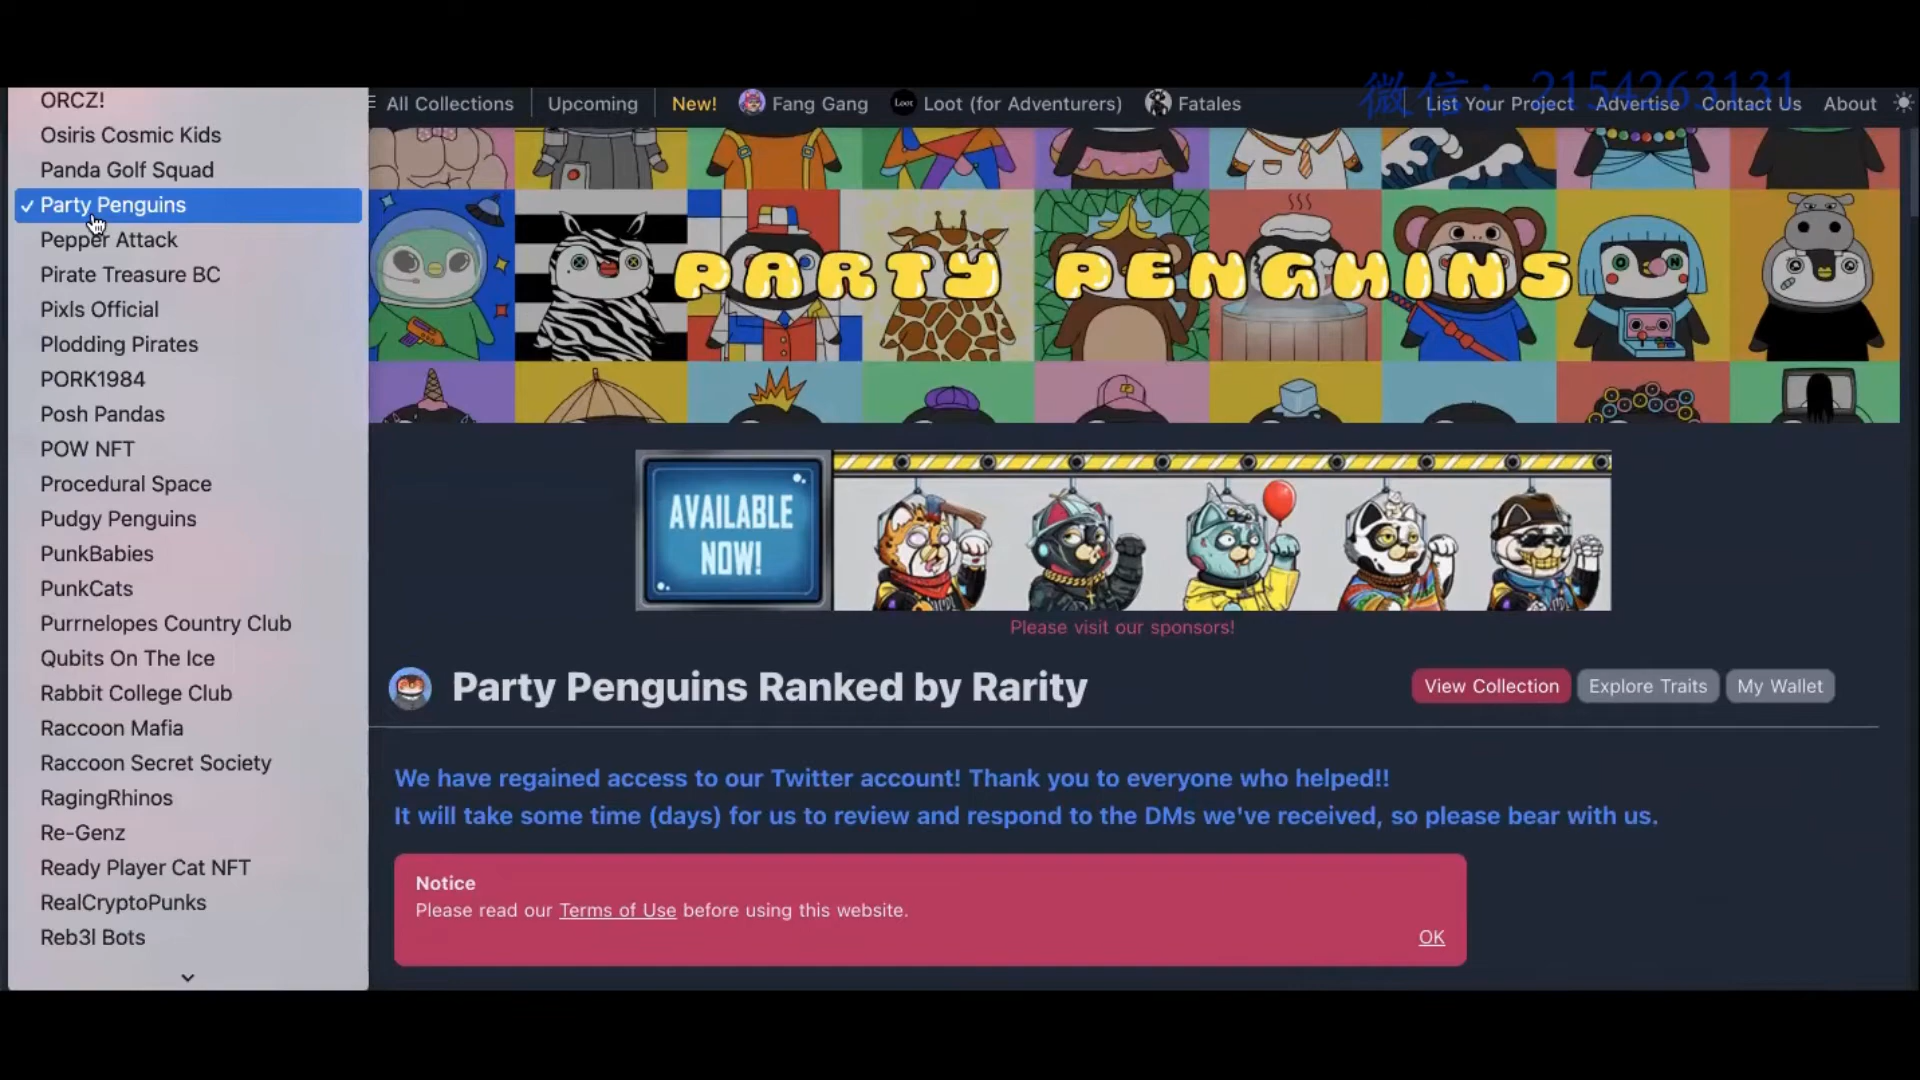 微信：2154263131
ORCZ!
Osiris Cosmic Kids
Panda Golf Squad
✓ Party Penguins
Pepper Attack
Pirate Treasure BC
Pixls Official
Plodding Pirates
PORK1984
Posh Pandas
POW NFT
Procedural Space
Pudgy Penguins
PunkBabies
PunkCats
Purrnelopes Country Club
Qubits On The Ice
Rabbit College Club
Raccoon Mafia
Raccoon Secret Society
RagingRhinos
Re-Genz
Ready Player Cat NFT
RealCryptoPunks
Reb3l Bots
All Collections Upcoming New! Fang Gang Loot Loot (for Adventurers) Fatales List Your Project Advertise Contact Us About
PARTY PENGHINS
AVAILABLE
NOW!
Please visit our sponsors!
Party Penguins Ranked by Rarity View Collection Explore Traits My Wallet
We have regained access to our Twitter account! Thank you to everyone who helped!!
It will take some time (days) for us to review and respond to the DMs we've received, so please bear with us.
Notice
Please read our Terms of Use before using this website.
OK